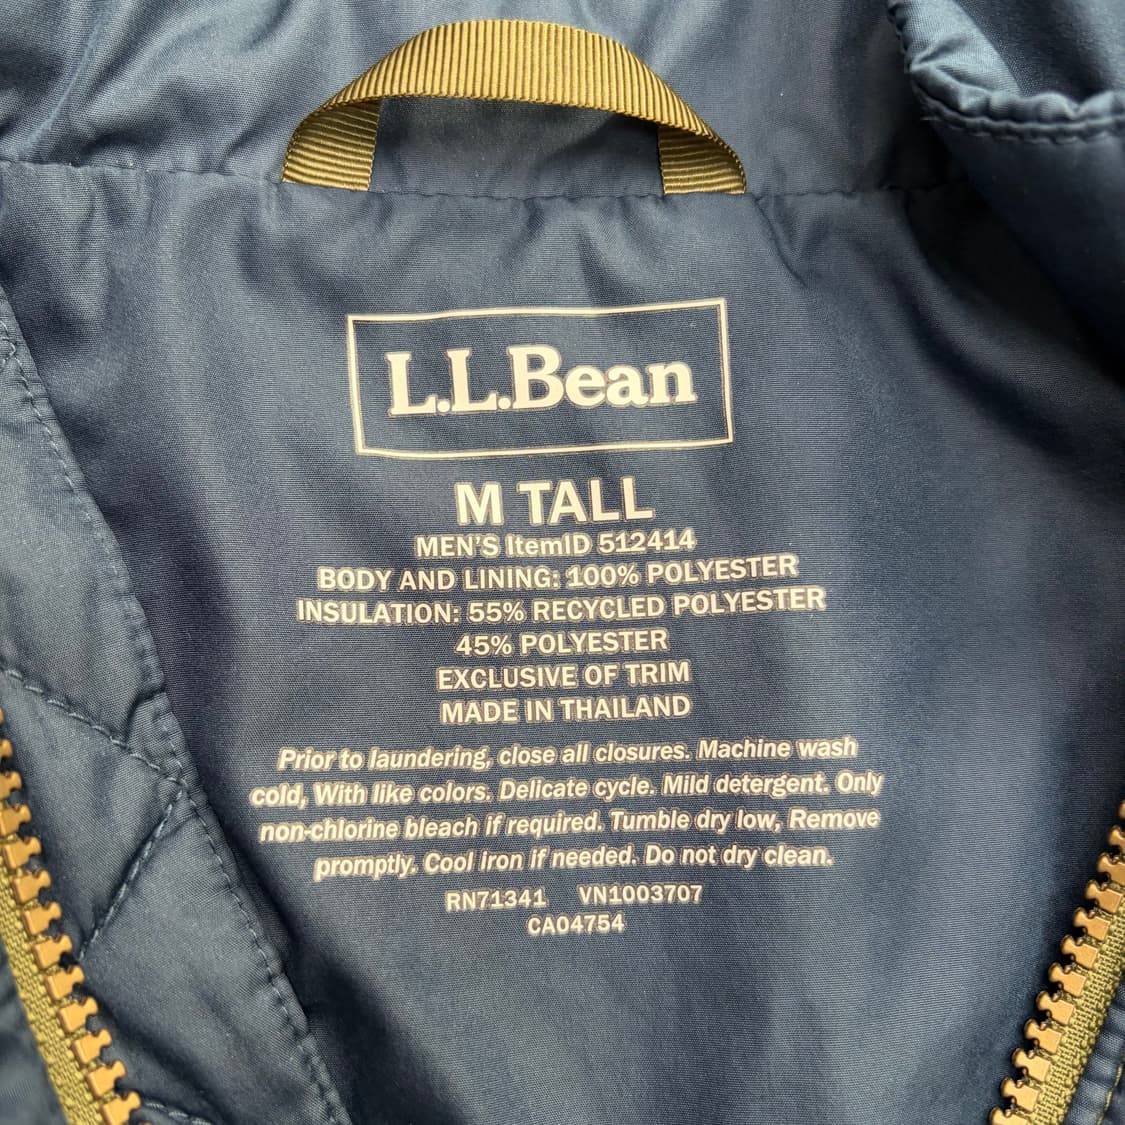 L.L.Bean
M TALL
MEN'S ItemID 512414
BODY AND LINING: 100% POLYESTER
INSULATION: 55% RECYCLED POLYESTER
45% POLYESTER
EXCLUSIVE OF TRIM
MADE IN THAILAND
Prior to laundering, close all closures. Machine wash
cold, With like colors. Delicate cycle. Mild detergent. Only
non-chlorine bleach if required. Tumble dry low, Remove
promptly. Cool iron if needed. Do not dry clean.
RN71341 VN1003707
CA04754